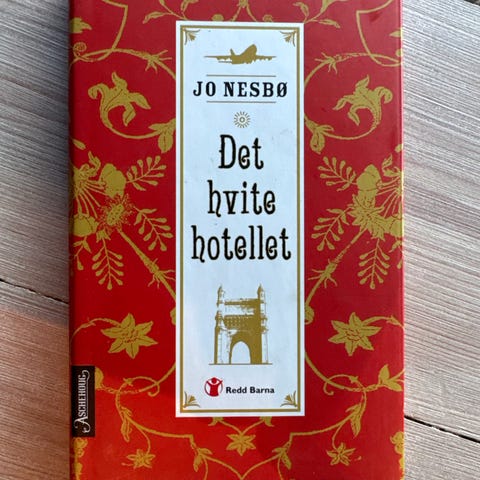 JO NESBØ
Det
hvite
hotellet
Redd Barna
ASCHEHOUG